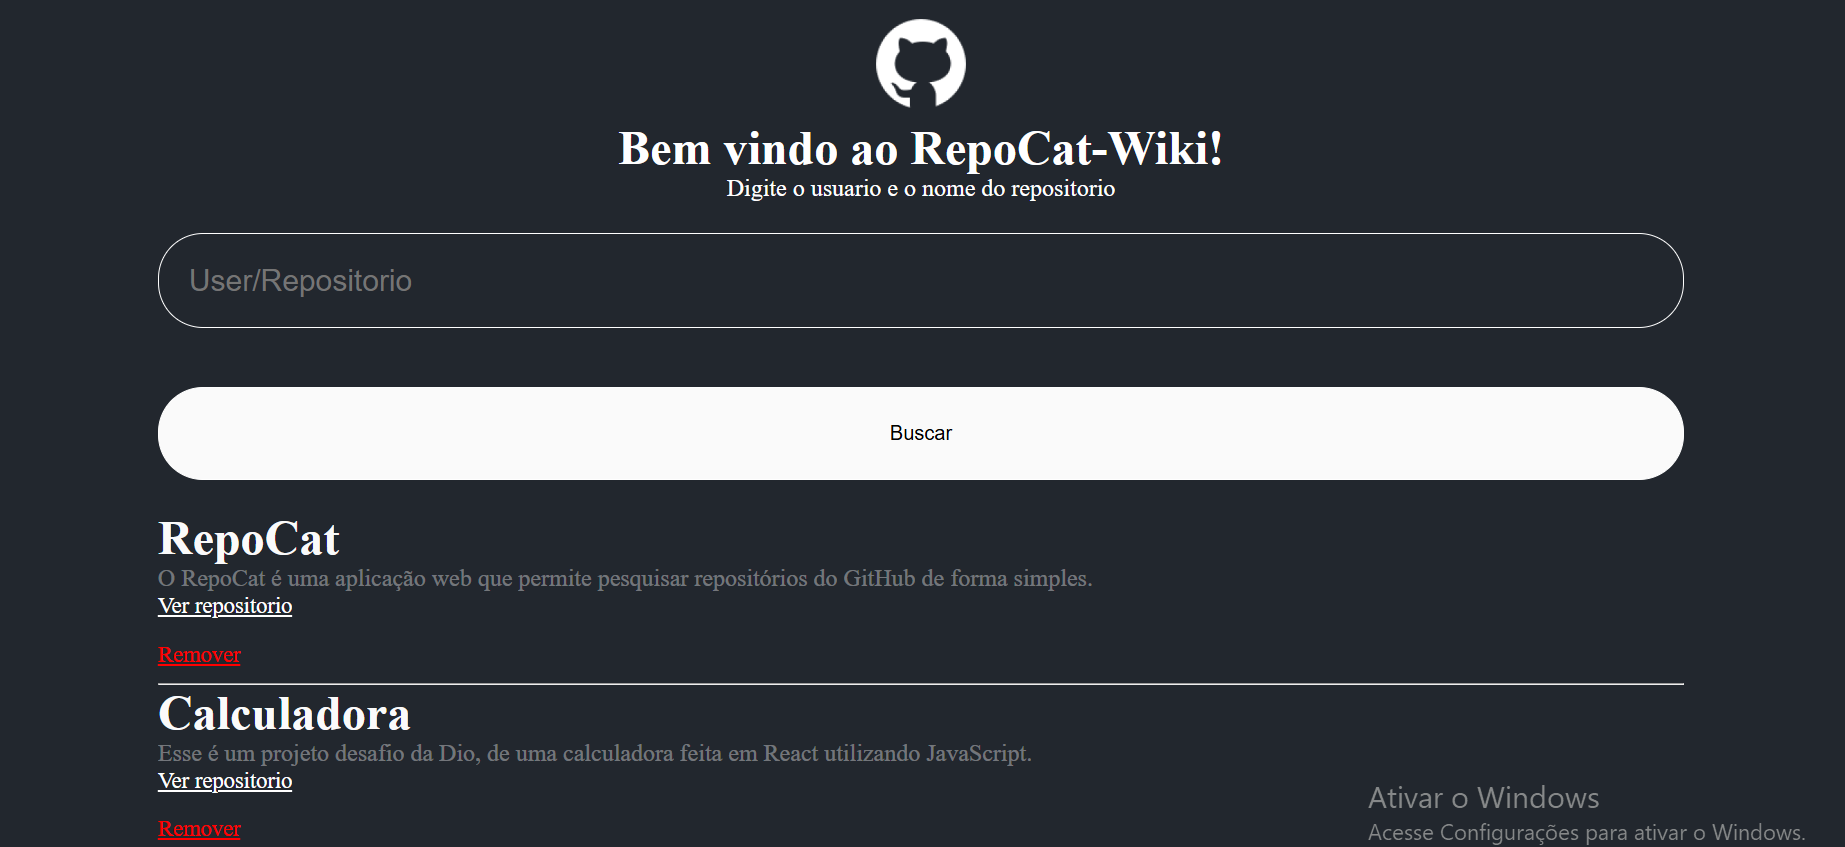 Bem vindo ao RepoCat-Wiki!
Digite o usuario e o nome do repositorio
User/Repositorio
Buscar
RepoCat
O RepoCat é uma aplicação web que permite pesquisar repositórios do GitHub de forma simples.
Ver repositorio
Remover
Calculadora
Esse é um projeto desafio da Dio, de uma calculadora feita em React utilizando JavaScript.
Ver repositorio
Remover
Ativar o Windows
Acesse Configurações para ativar o Windows.